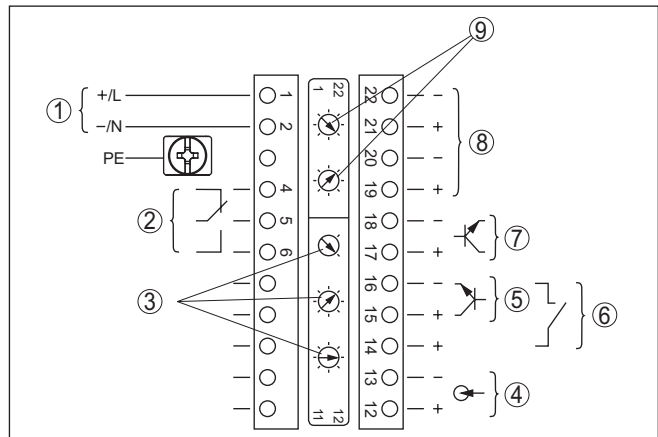 ⑨
1 22
① +/L 1 22 −
−/N 2 21 + ⑧
PE 20 −
4 19 +
② 5 18 − ⑦
6 17 +
③ 16 − ⑤
15 + ⑥
14 +
13 − ④
11 12 12 +